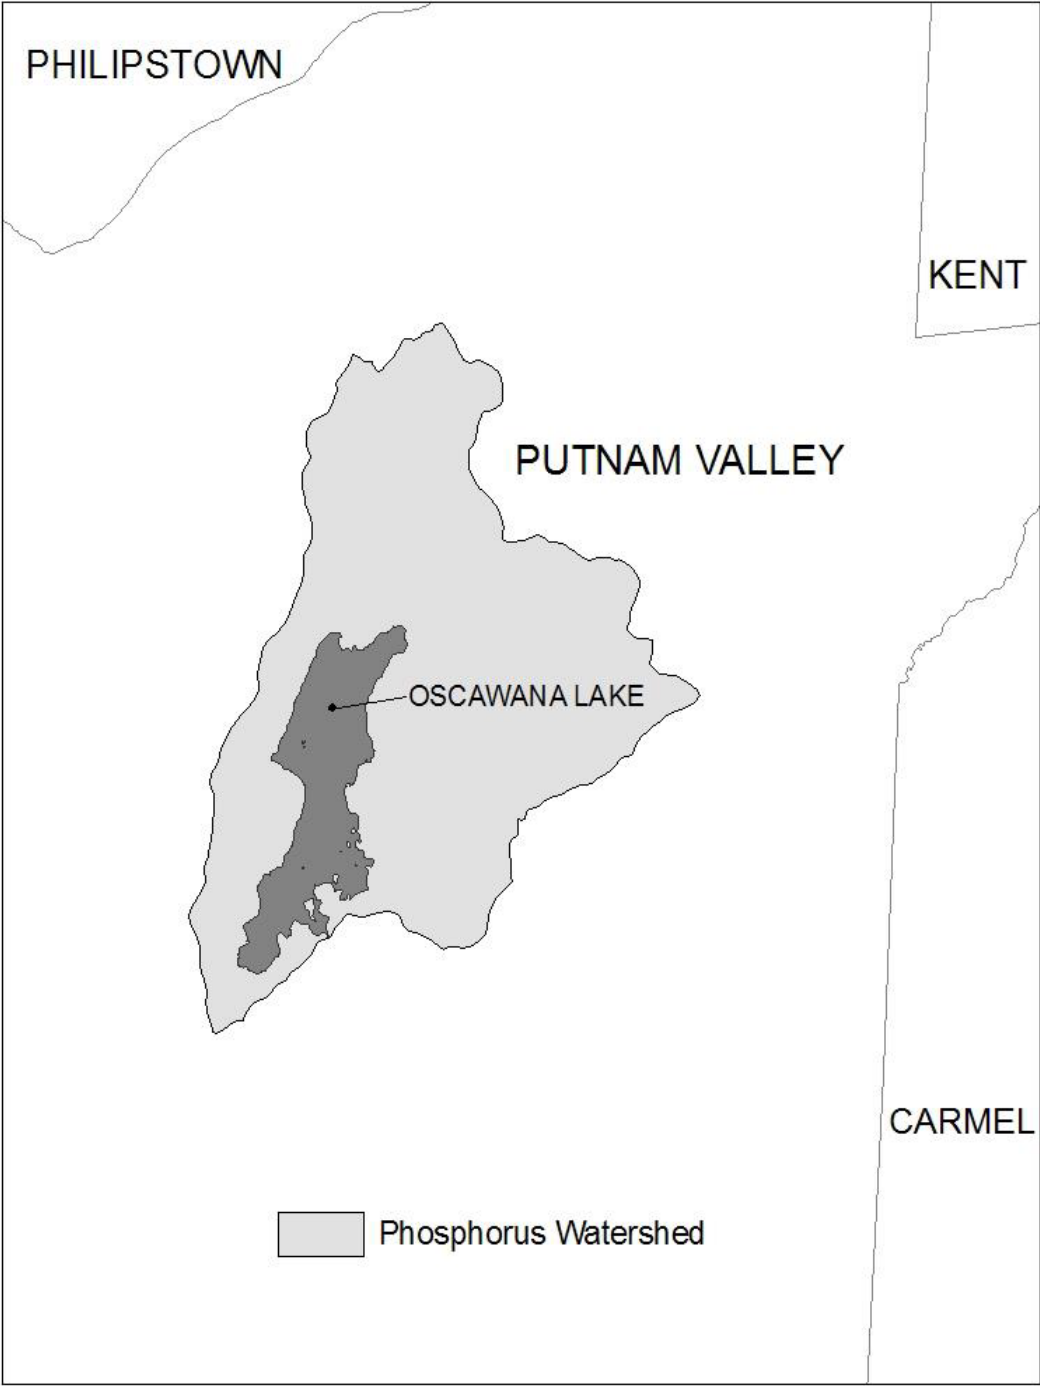 PHILIPSTOWN
KENT
PUTNAM VALLEY
OSCAWANA LAKE
CARMEL
Phosphorus Watershed